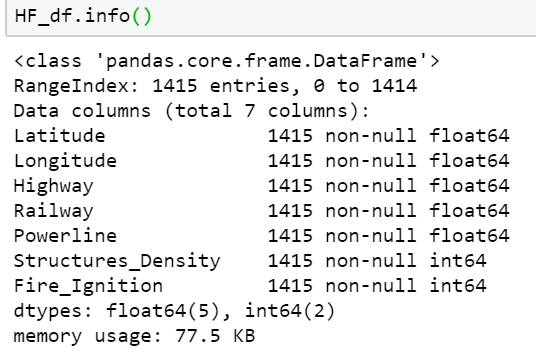 HF_df.info()
<class 'pandas.core.frame.DataFrame'>
RangeIndex: 1415 entries, 0 to 1414
Data columns (total 7 columns):
Latitude             1415 non-null float64
Longitude            1415 non-null float64
Highway              1415 non-null float64
Railway              1415 non-null float64
Powerline            1415 non-null float64
Structures_Density   1415 non-null int64
Fire_Ignition        1415 non-null int64
dtypes: float64(5), int64(2)
memory usage: 77.5 KB